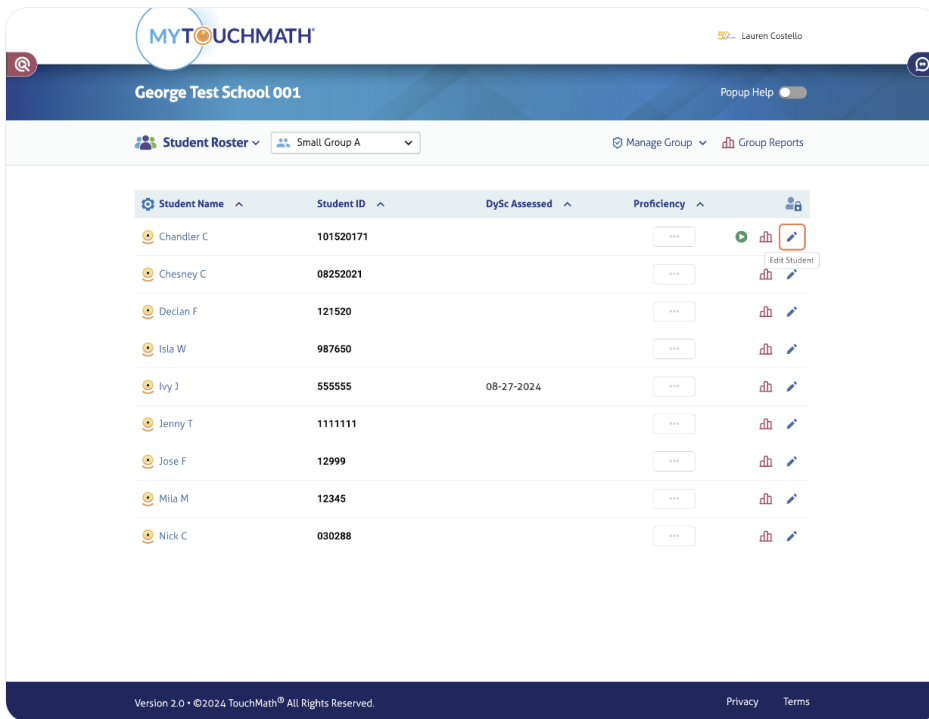 MYTOUCHMATH®
Lauren Costello
George Test School 001
Popup Help
Student Roster
Small Group A
Manage Group
Group Reports
Student Name Student ID DySc Assessed Proficiency
Chandler C 101520171 ...
Edit Student
Chesney C 08252021 ...
Declan F 121520 ...
Isla W 987650 ...
Ivy J 555555 08-27-2024 ...
Jenny T 1111111 ...
Jose F 12999 ...
Mila M 12345 ...
Nick C 030288 ...
Version 2.0 • ©2024 TouchMath® All Rights Reserved. Privacy Terms